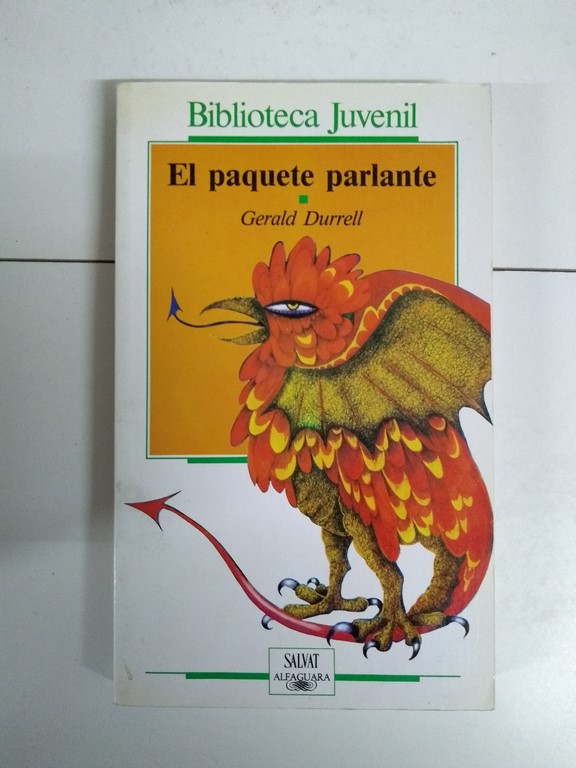 Biblioteca Juvenil
El paquete parlante
Gerald Durrell
SALVAT
ALFAGUARA